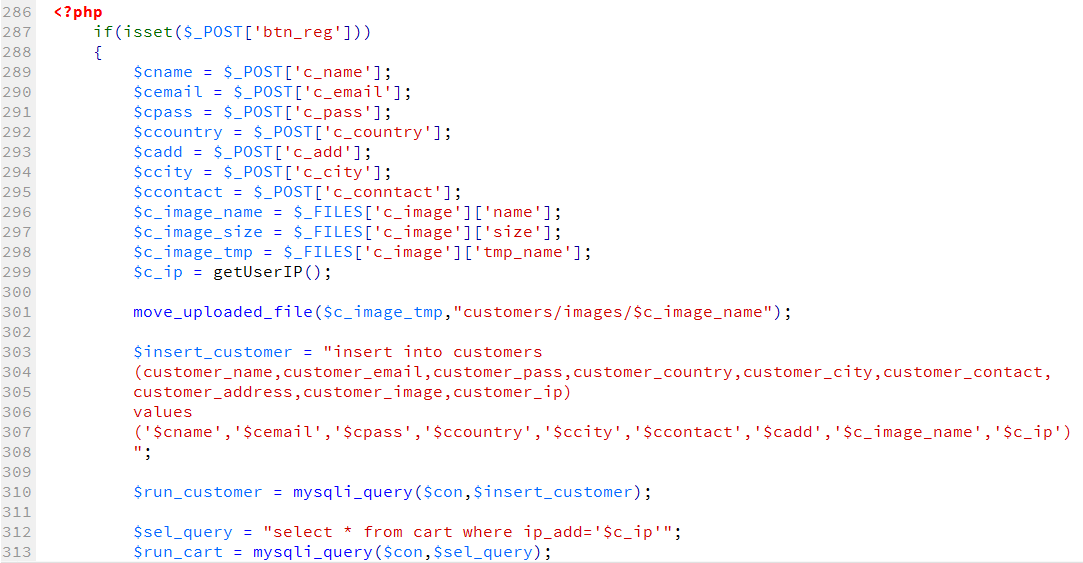 286 <?php
287 if(isset($_POST['btn_reg']))
288 {
289 $cname = $_POST['c_name'];
290 $cemail = $_POST['c_email'];
291 $cpass = $_POST['c_pass'];
292 $ccountry = $_POST['c_country'];
293 $cadd = $_POST['c_add'];
294 $ccity = $_POST['c_city'];
295 $ccontact = $_POST['c_conntact'];
296 $c_image_name = $_FILES['c_image']['name'];
297 $c_image_size = $_FILES['c_image']['size'];
298 $c_image_tmp = $_FILES['c_image']['tmp_name'];
299 $c_ip = getUserIP();
300
301 move_uploaded_file($c_image_tmp,"customers/images/$c_image_name");
302
303 $insert_customer = "insert into customers
304 (customer_name,customer_email,customer_pass,customer_country,customer_city,customer_contact,
305 customer_address,customer_image,customer_ip)
306 values
307 ('$cname','$cemail','$cpass','$ccountry','$ccity','$ccontact','$cadd','$c_image_name','$c_ip')
308 ";
309
310 $run_customer = mysqli_query($con,$insert_customer);
311
312 $sel_query = "select * from cart where ip_add='$c_ip'";
313 $run_cart = mysqli_query($con,$sel_query);